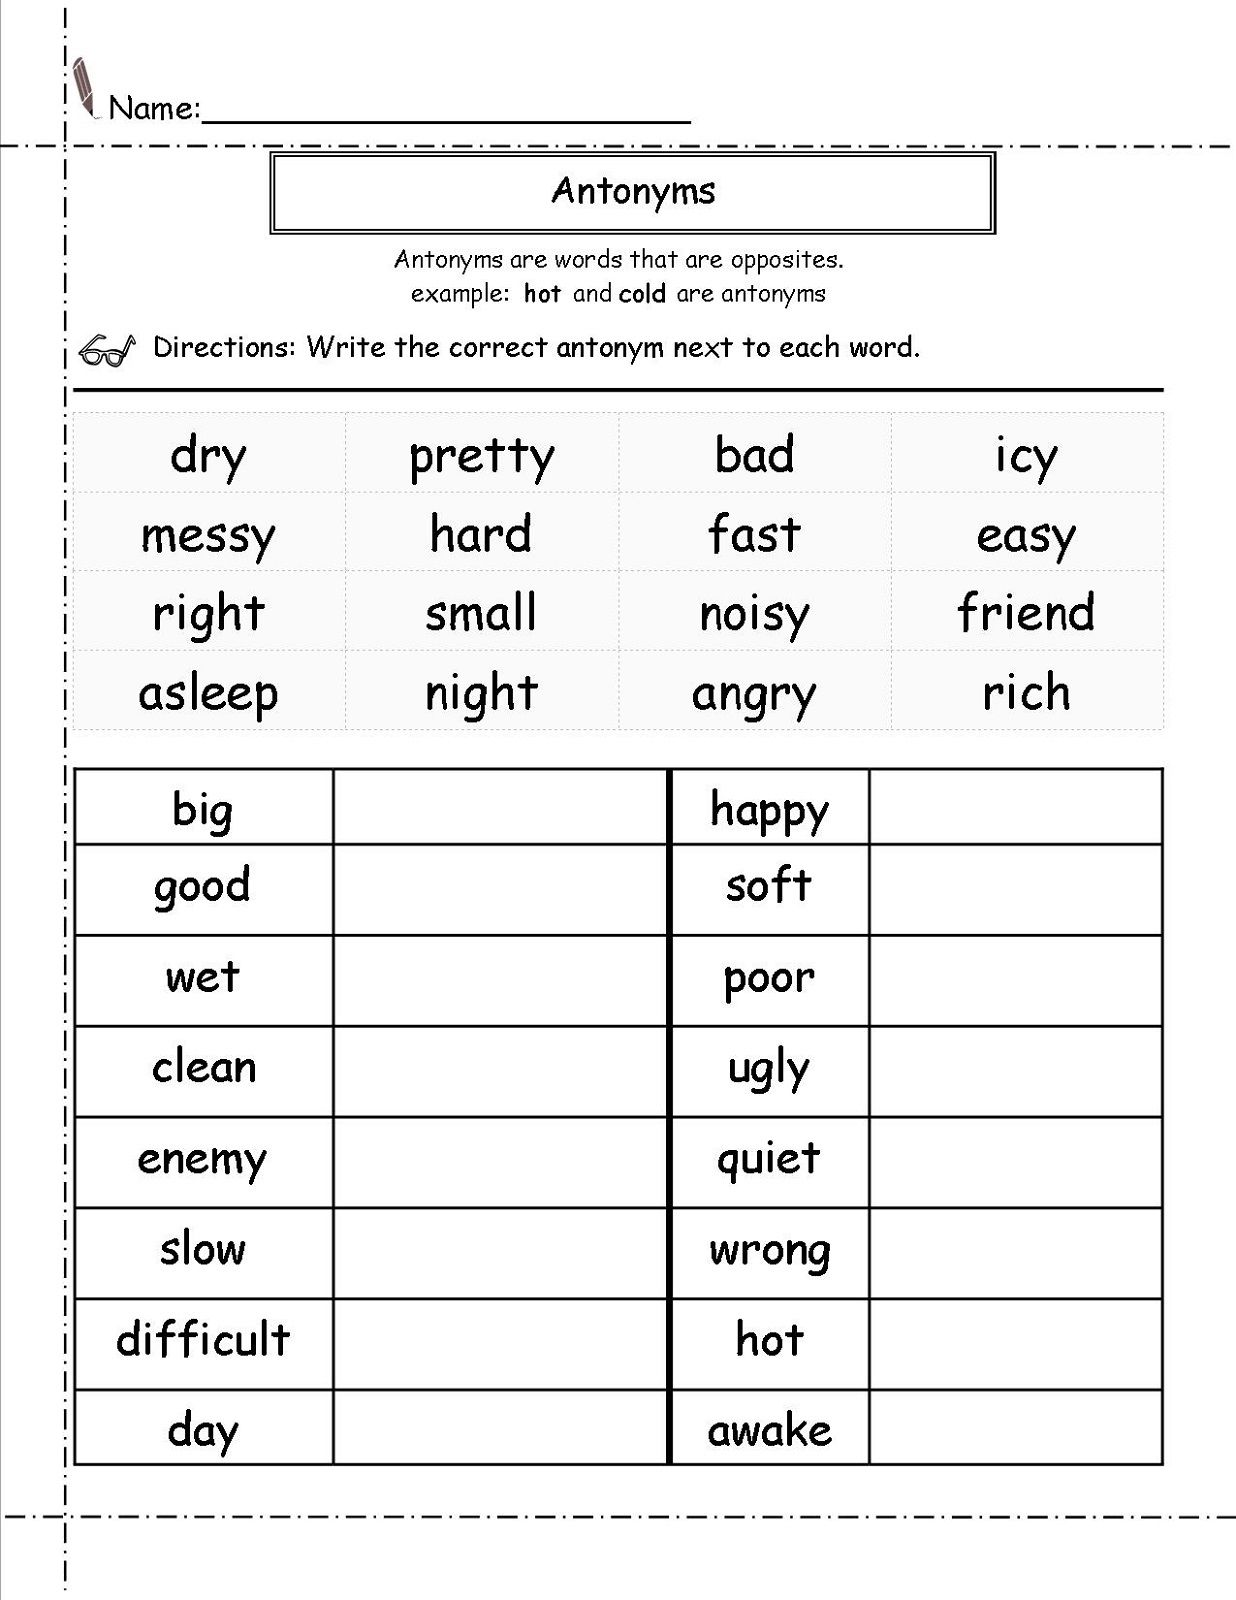 Name:
Antonyms
Antonyms are words that are opposites.
example: hot and cold are antonyms
Directions: Write the correct antonym next to each word.
dry pretty bad icy
messy hard fast easy
right small noisy friend
asleep night angry rich
big happy
good soft
wet poor
clean ugly
enemy quiet
slow wrong
difficult hot
day awake